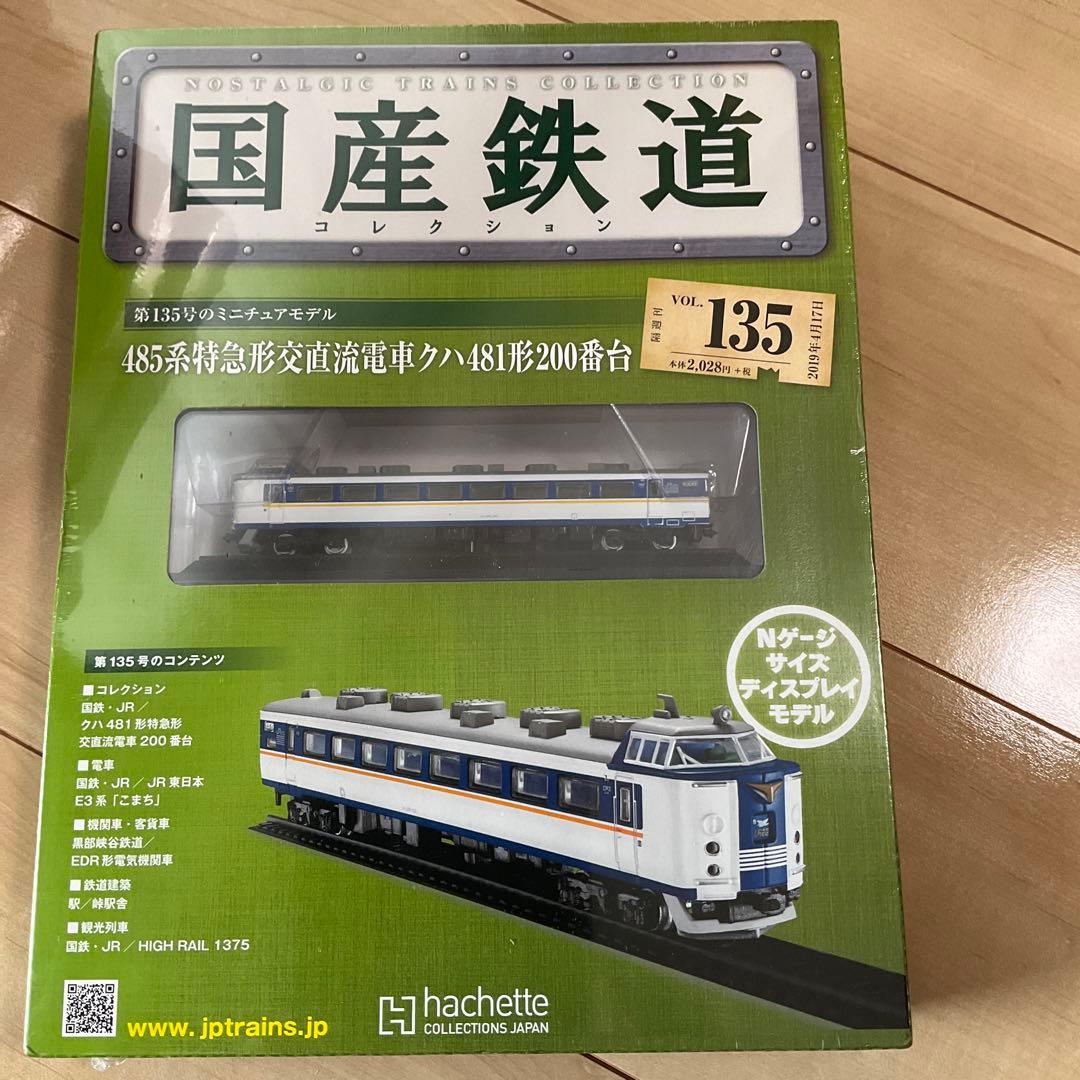 NOSTALGIC TRAINS COLLECTION
国産鉄道
コレクション
第135号のミニチュアモデル
485系特急形交直流電車クハ481形200番台
隔週刊
VOL. 135
本体2,028円+税
2019年4月17日
Nゲージ
サイズ
ディスプレイ
モデル
第135号のコンテンツ
■コレクション
国鉄・JR/
クハ481形特急形
交直流電車200番台
■電車
国鉄・JR/JR東日本
E3系「こまち」
■機関車・客貨車
黒部峡谷鉄道/
EDR形電気機関車
■鉄道建築
駅/峠駅舎
■観光列車
国鉄・JR/HIGH RAIL 1375
www.jptrains.jp
hachette
COLLECTIONS JAPAN